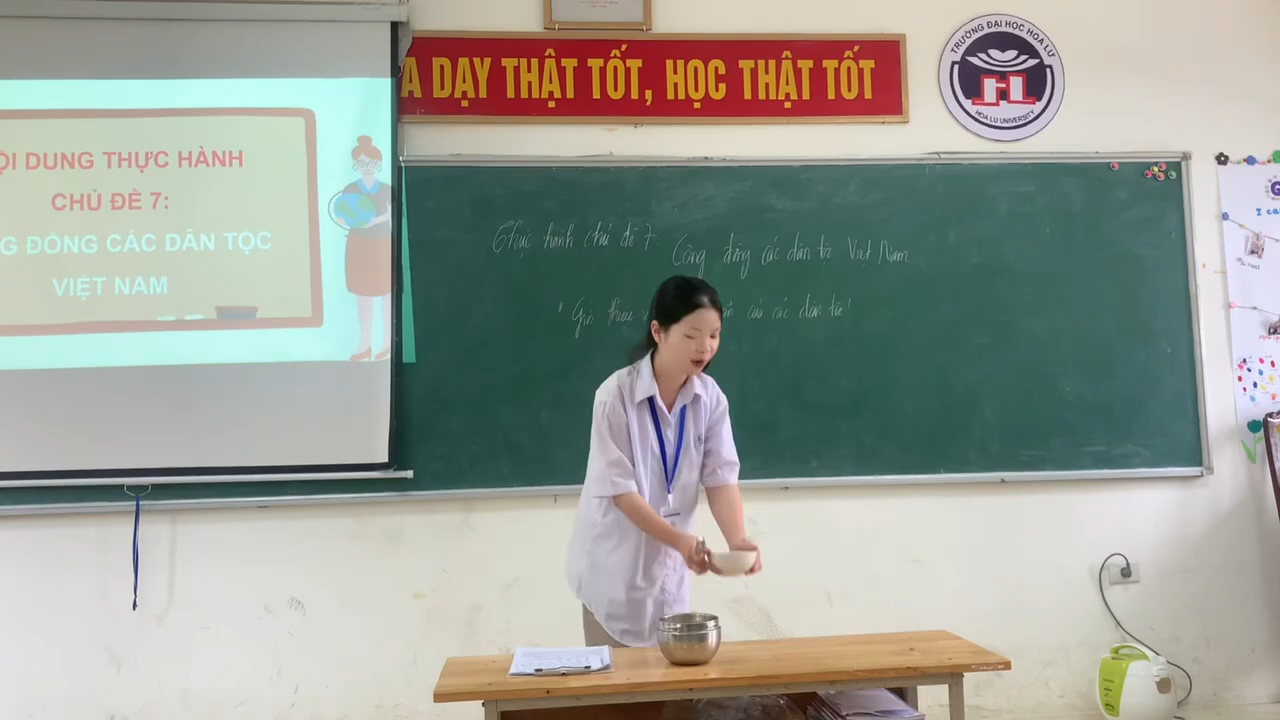 A DẠY THẬT TỐT, HỌC THẬT TỐT
TRƯỜNG ĐẠI HỌC HOA LƯ
HL
HOA LU UNIVERSITY
ỘI DUNG THỰC HÀNH
CHỦ ĐỀ 7:
G ĐỒNG CÁC DÂN TỘC
VIỆT NAM
Thực hành chủ đề 7
Cộng đồng các dân tộc Việt Nam
của các dân tộc"
I ca